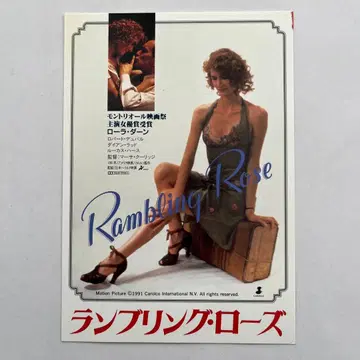 モントリオール映画祭
主演女優賞受賞
ローラ・ダーン
ロバート・デュバル
ダイアン・ラッド
ルーカス・ハース
監督:マーサ・クーリッジ
Rambling Rose
Motion Picture ©1991 Carolco International N.V. All rights reserved.
ランブリング・ローズ